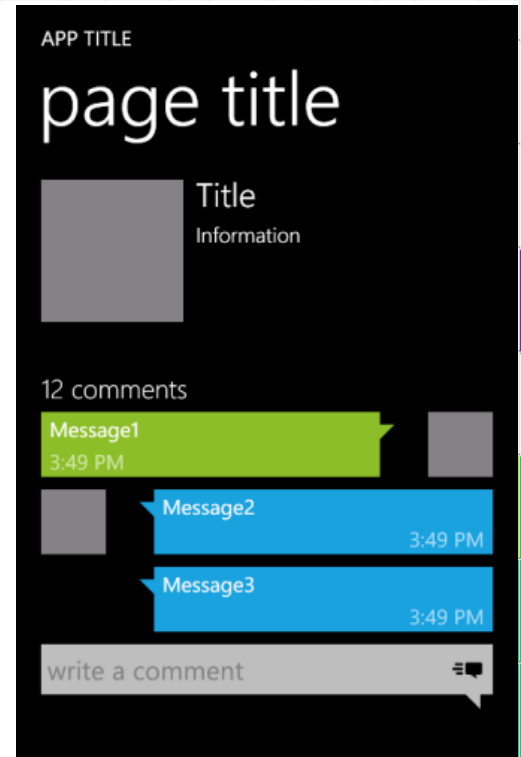 APP TITLE
page title
Title
Information
12 comments
Message1
3:49 PM
Message2
3:49 PM
Message3
3:49 PM
write a comment